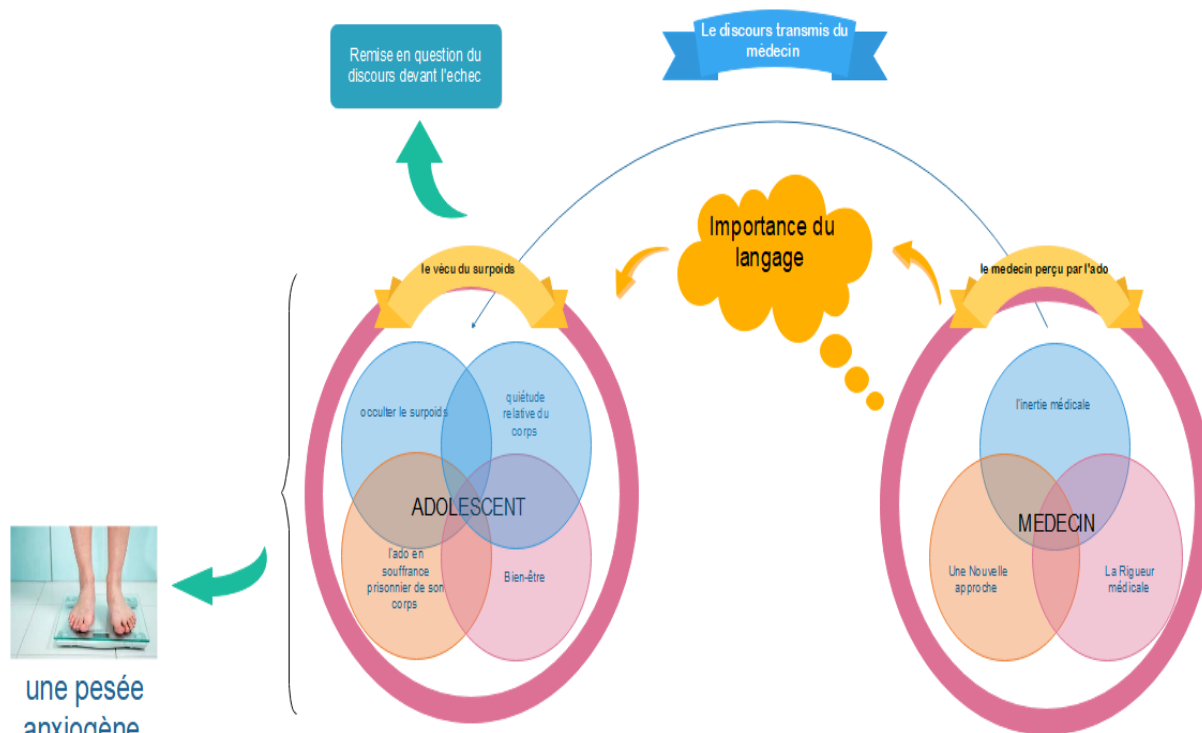 Le discours transmis du
médecin
Remise en question du
discours devant l'echec
Importance du
langage
le vècu du surpoids
le medecin perçu par l'ado
occulter le surpoids
quiétude
relative du
corps
ADOLESCENT
l'ado en
souffrance
prisonnier de son
corps
Bien-être
l'inertie médicale
MEDECIN
Une Nouvelle
approche
La Rigueur
médicale
une pesée
anxiogène